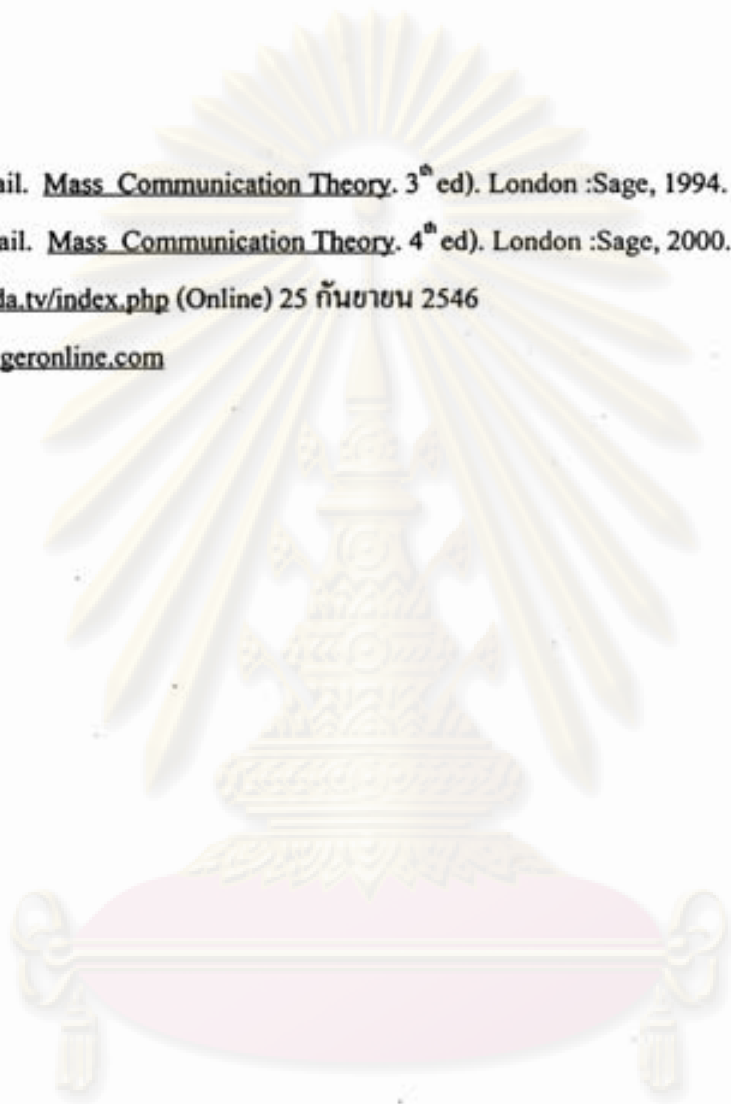 ail. Mass Communication Theory. 3th ed). London :Sage, 1994.
ail. Mass Communication Theory. 4th ed). London :Sage, 2000.
da.tv/index.php (Online) 25 กันยายน 2546
geronline.com